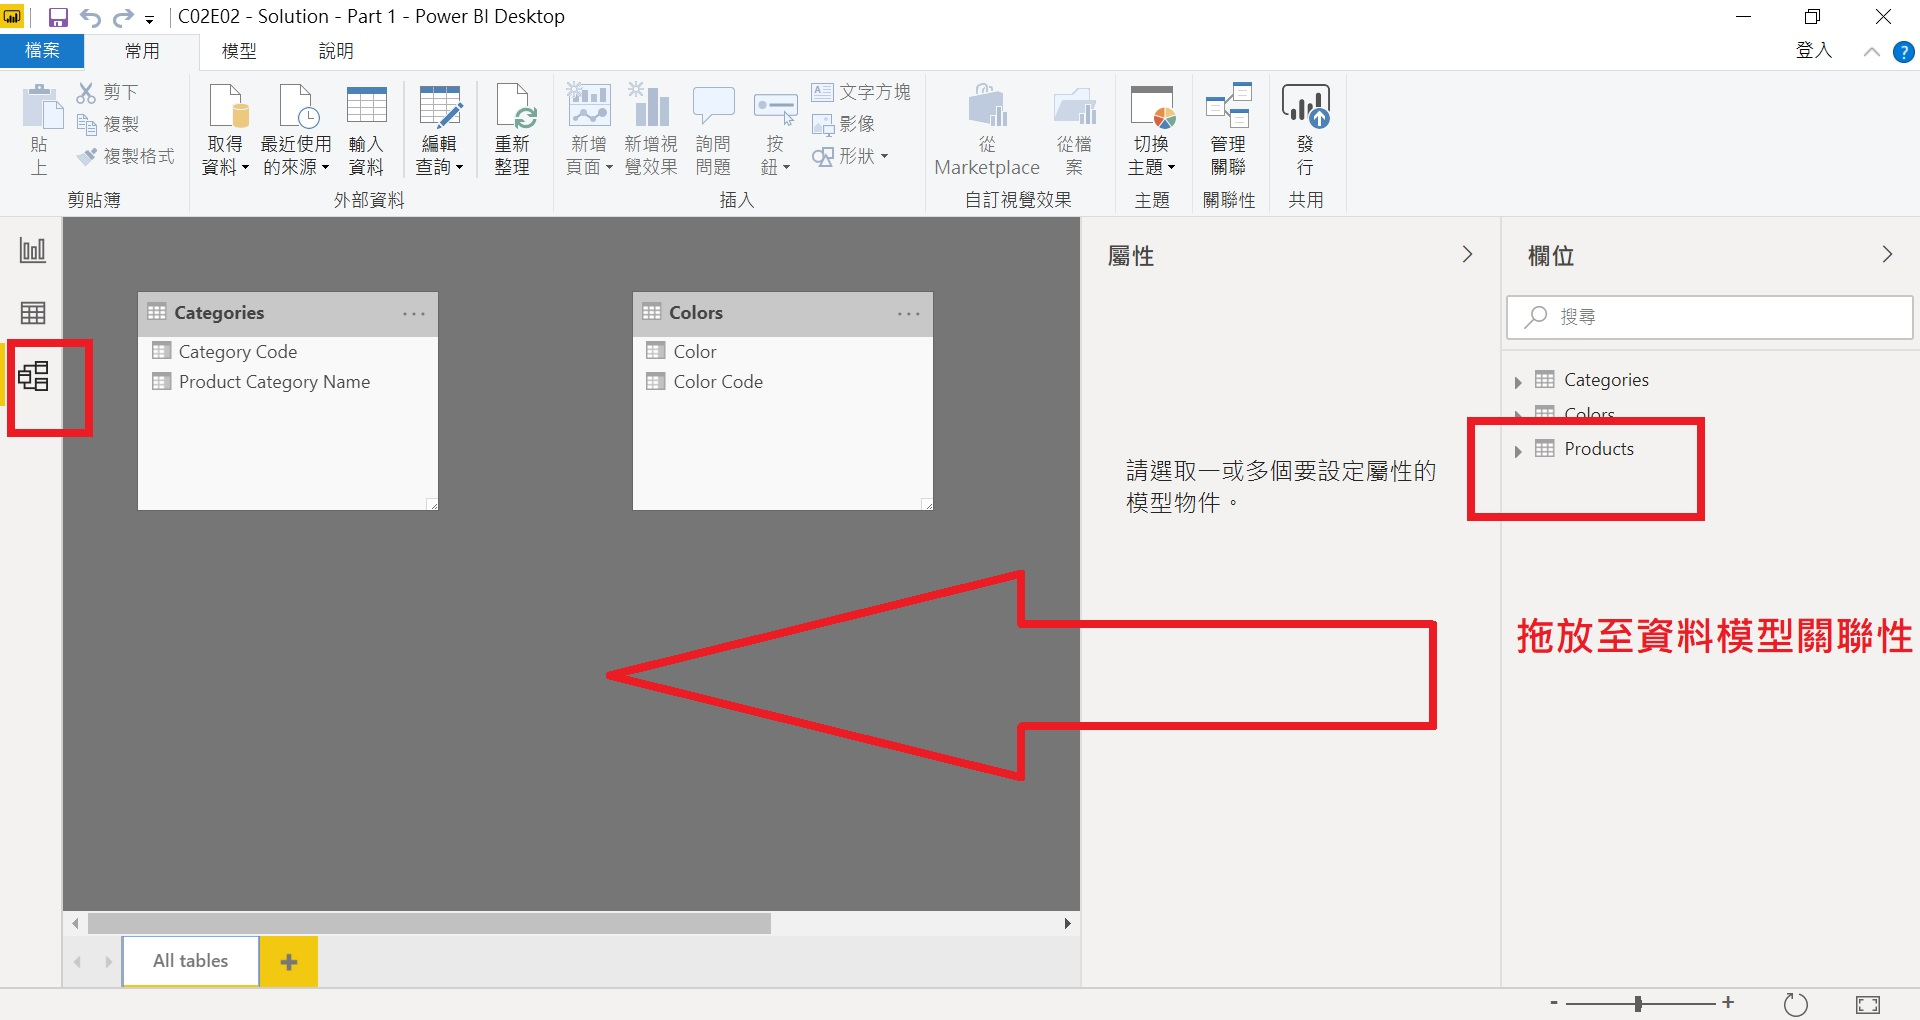 C02E02 - Solution - Part 1 - Power BI Desktop
檔案
常用
模型
說明
登入
?
貼上
剪下
複製
複製格式
剪貼簿
取得資料
最近使用的來源
輸入資料
外部資料
編輯查詢
重新整理
新增頁面
新增視覺效果
詢問問題
按鈕
文字方塊
影像
形狀
插入
從 Marketplace
從檔案
自訂視覺效果
切換主題
主題
管理關聯
關聯性
發行
共用
Categories
Category Code
Product Category Name
Colors
Color
Color Code
屬性
請選取一或多個要設定屬性的
模型物件。
欄位
搜尋
Categories
Colors
Products
拖放至資料模型關聯性
All tables